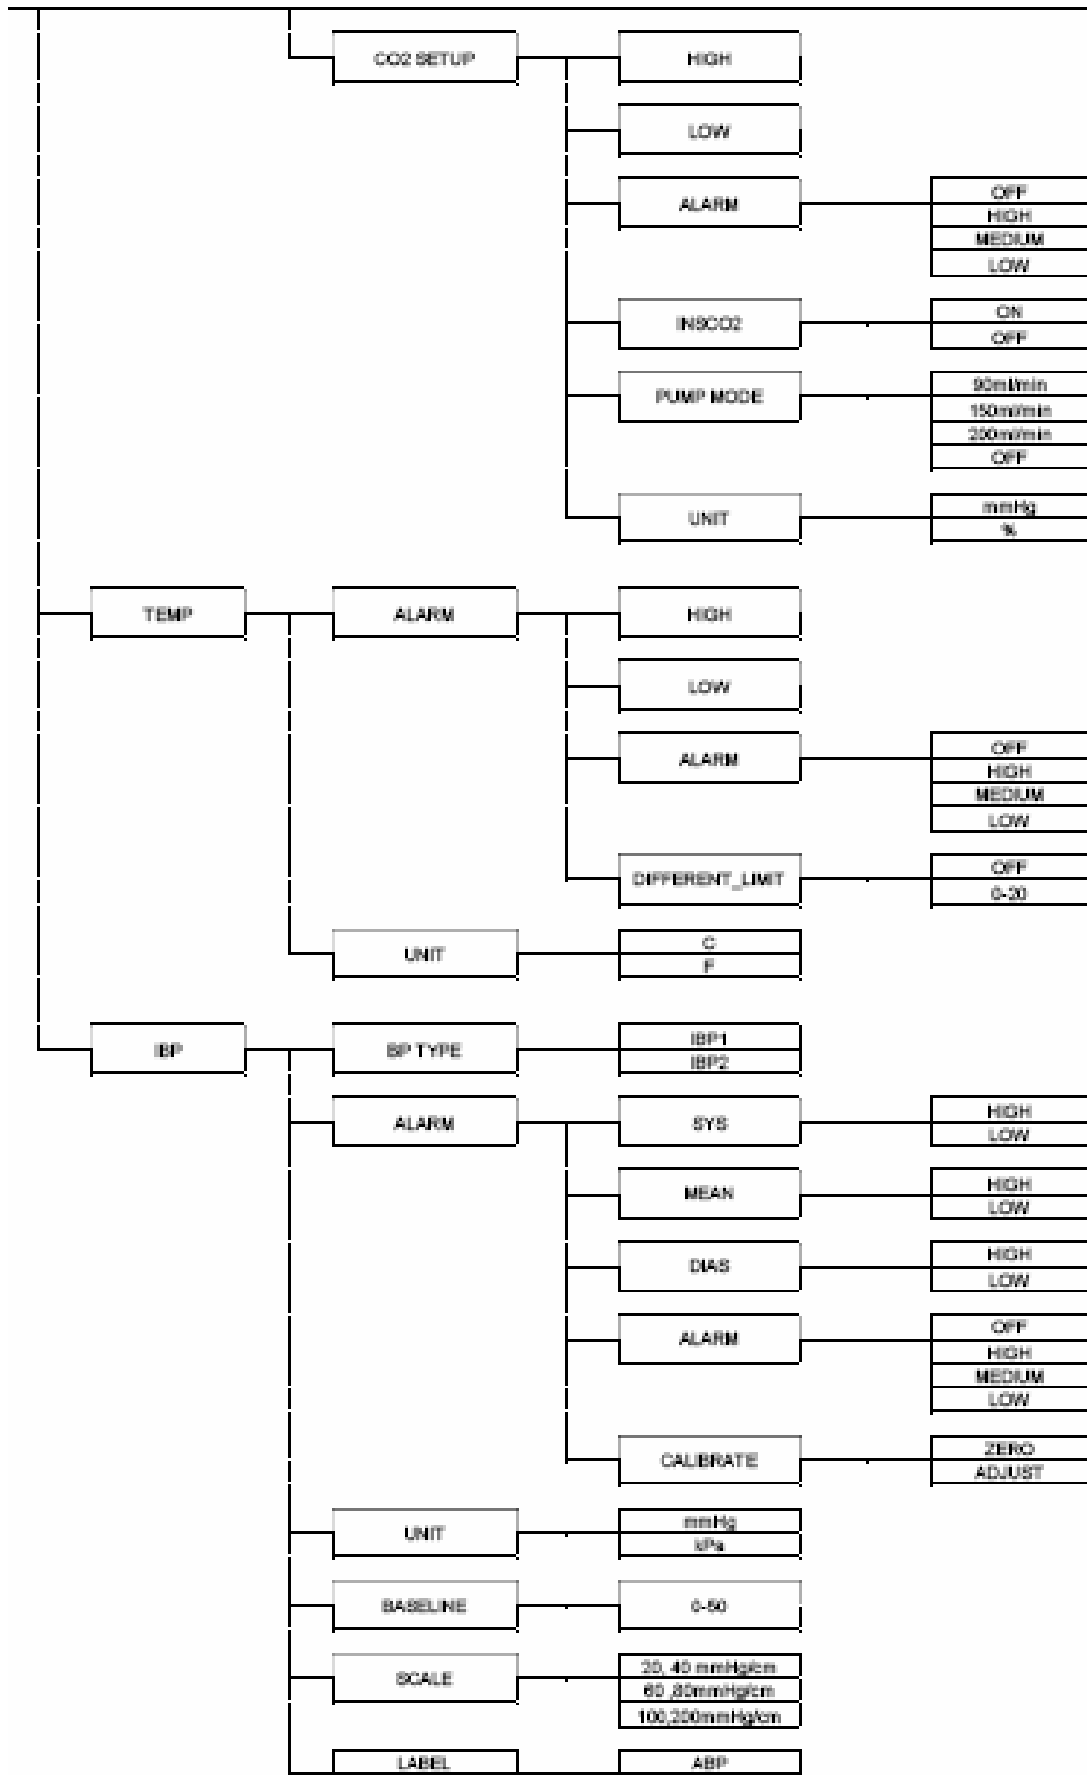 CO2 SETUP
HIGH
LOW
ALARM
OFF
HIGH
MEDIUM
LOW
INSCO2
ON
OFF
PUMP MODE
90ml/min
150ml/min
200ml/min
OFF
UNIT
mmHg
%
TEMP
ALARM
HIGH
LOW
ALARM
OFF
HIGH
MEDIUM
LOW
DIFFERENT_LIMIT
OFF
0-20
UNIT
C
F
IBP
BP TYPE
IBP1
IBP2
ALARM
SYS
HIGH
LOW
MEAN
HIGH
LOW
DIAS
HIGH
LOW
ALARM
OFF
HIGH
MEDIUM
LOW
CALIBRATE
ZERO
ADJUST
UNIT
mmHg
kPa
BASELINE
0-50
SCALE
20, 40 mmHg/cm
60 ,80mmHg/cm
100,200mmHg/cm
LABEL
ABP